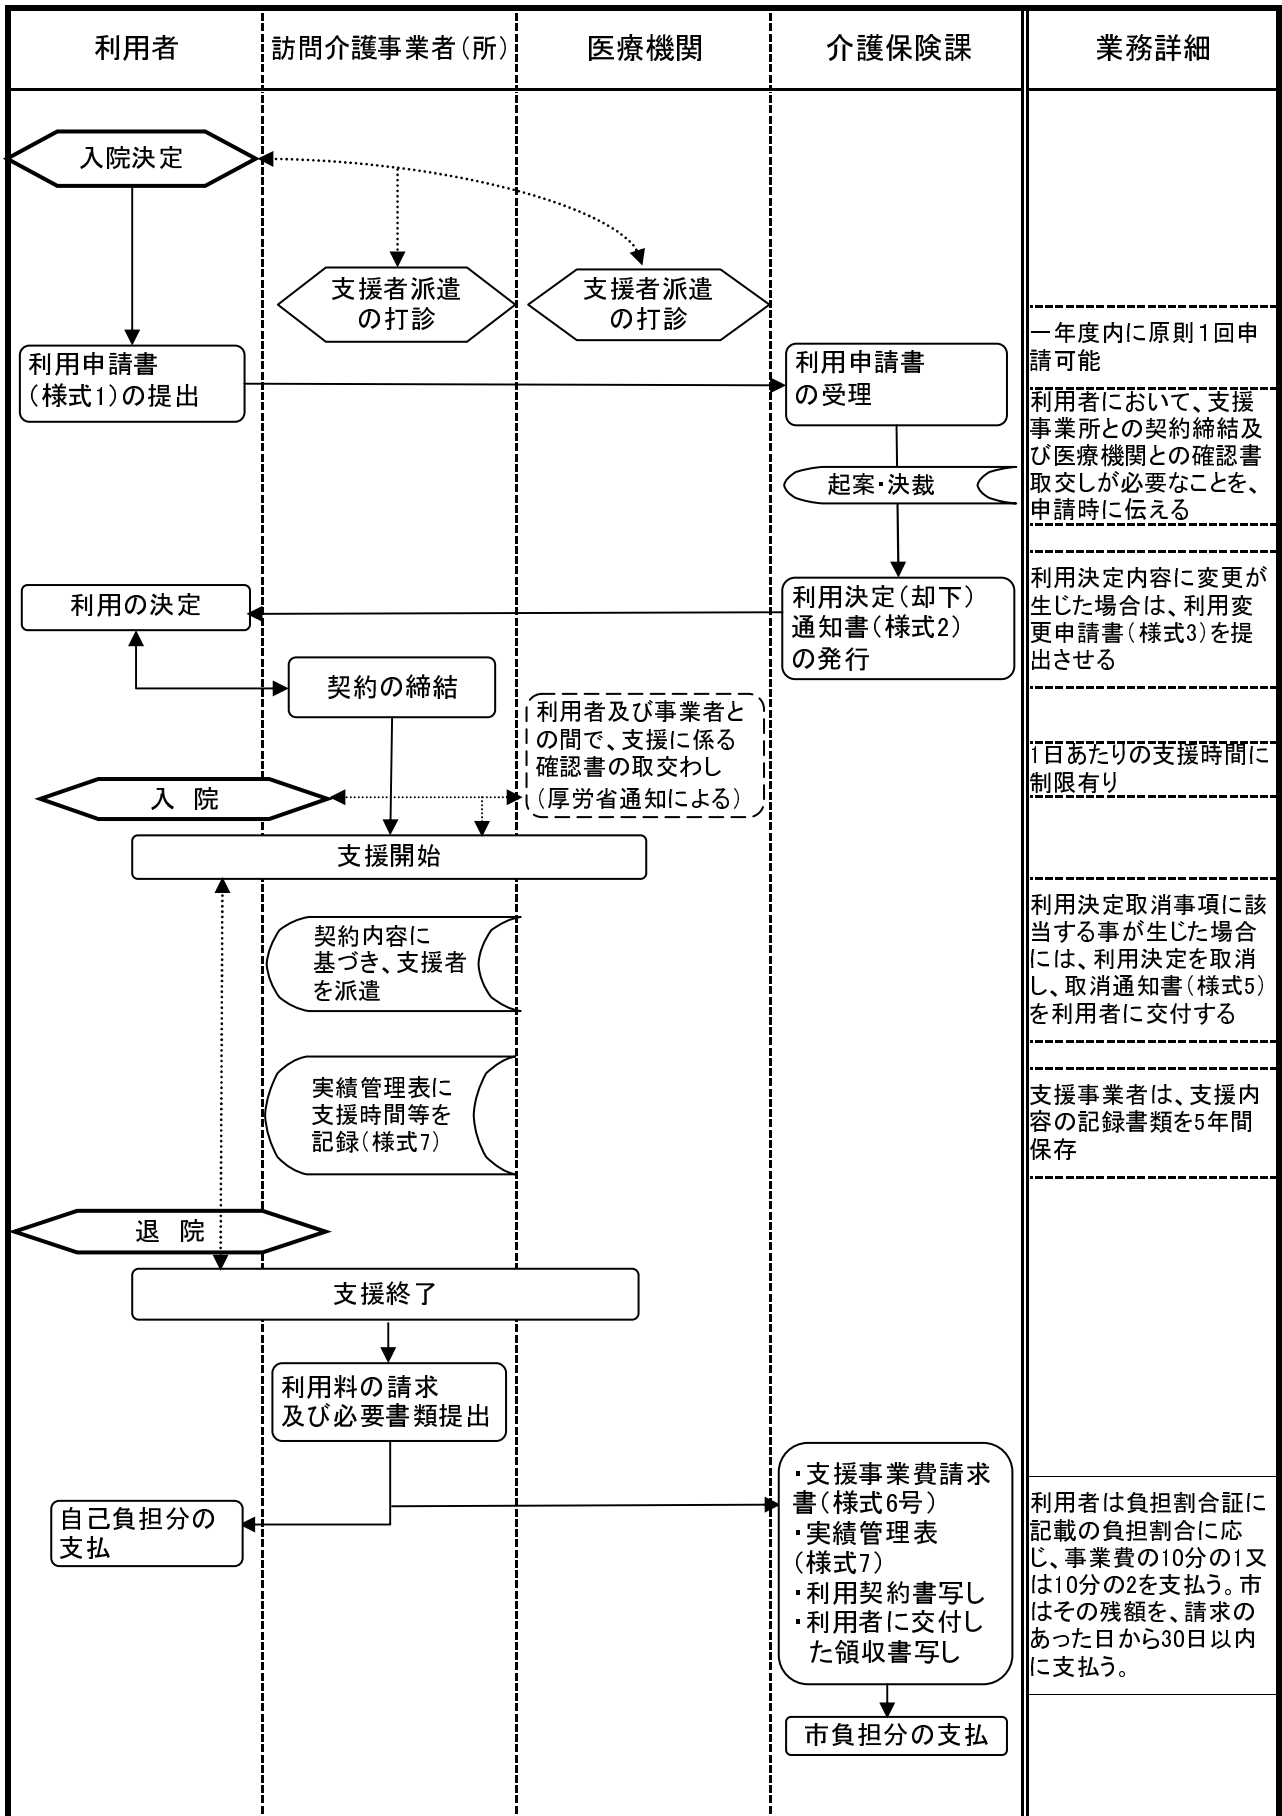 利用者
訪問介護事業者(所)
医療機関
介護保険課
業務詳細
入院決定
支援者派遣
の打診
支援者派遣
の打診
一年度内に原則1回申
請可能
利用申請書
(様式1)の提出
利用申請書
の受理
利用者において、支援
事業所との契約締結及
び医療機関との確認書
取交しが必要なことを、
申請時に伝える
起案・決裁
利用の決定
利用決定(却下)
通知書(様式2)
の発行
利用決定内容に変更が
生じた場合は、利用変
更申請書(様式3)を提
出させる
契約の締結
利用者及び事業者と
の間で、支援に係る
確認書の取交わし
(厚労省通知による)
1日あたりの支援時間に
制限有り
入 院
支援開始
契約内容に
基づき、支援者
を派遣
利用決定取消事項に該
当する事が生じた場合
には、利用決定を取消
し、取消通知書(様式5)
を利用者に交付する
実績管理表に
支援時間等を
記録(様式7)
支援事業者は、支援内
容の記録書類を5年間
保存
退 院
支援終了
利用料の請求
及び必要書類提出
自己負担分の
支払
・支援事業費請求
書(様式6号)
・実績管理表
(様式7)
・利用契約書写し
・利用者に交付し
た領収書写し
利用者は負担割合証に
記載の負担割合に応
じ、事業費の10分の1又
は10分の2を支払う。市
はその残額を、請求の
あった日から30日以内
に支払う。
市負担分の支払